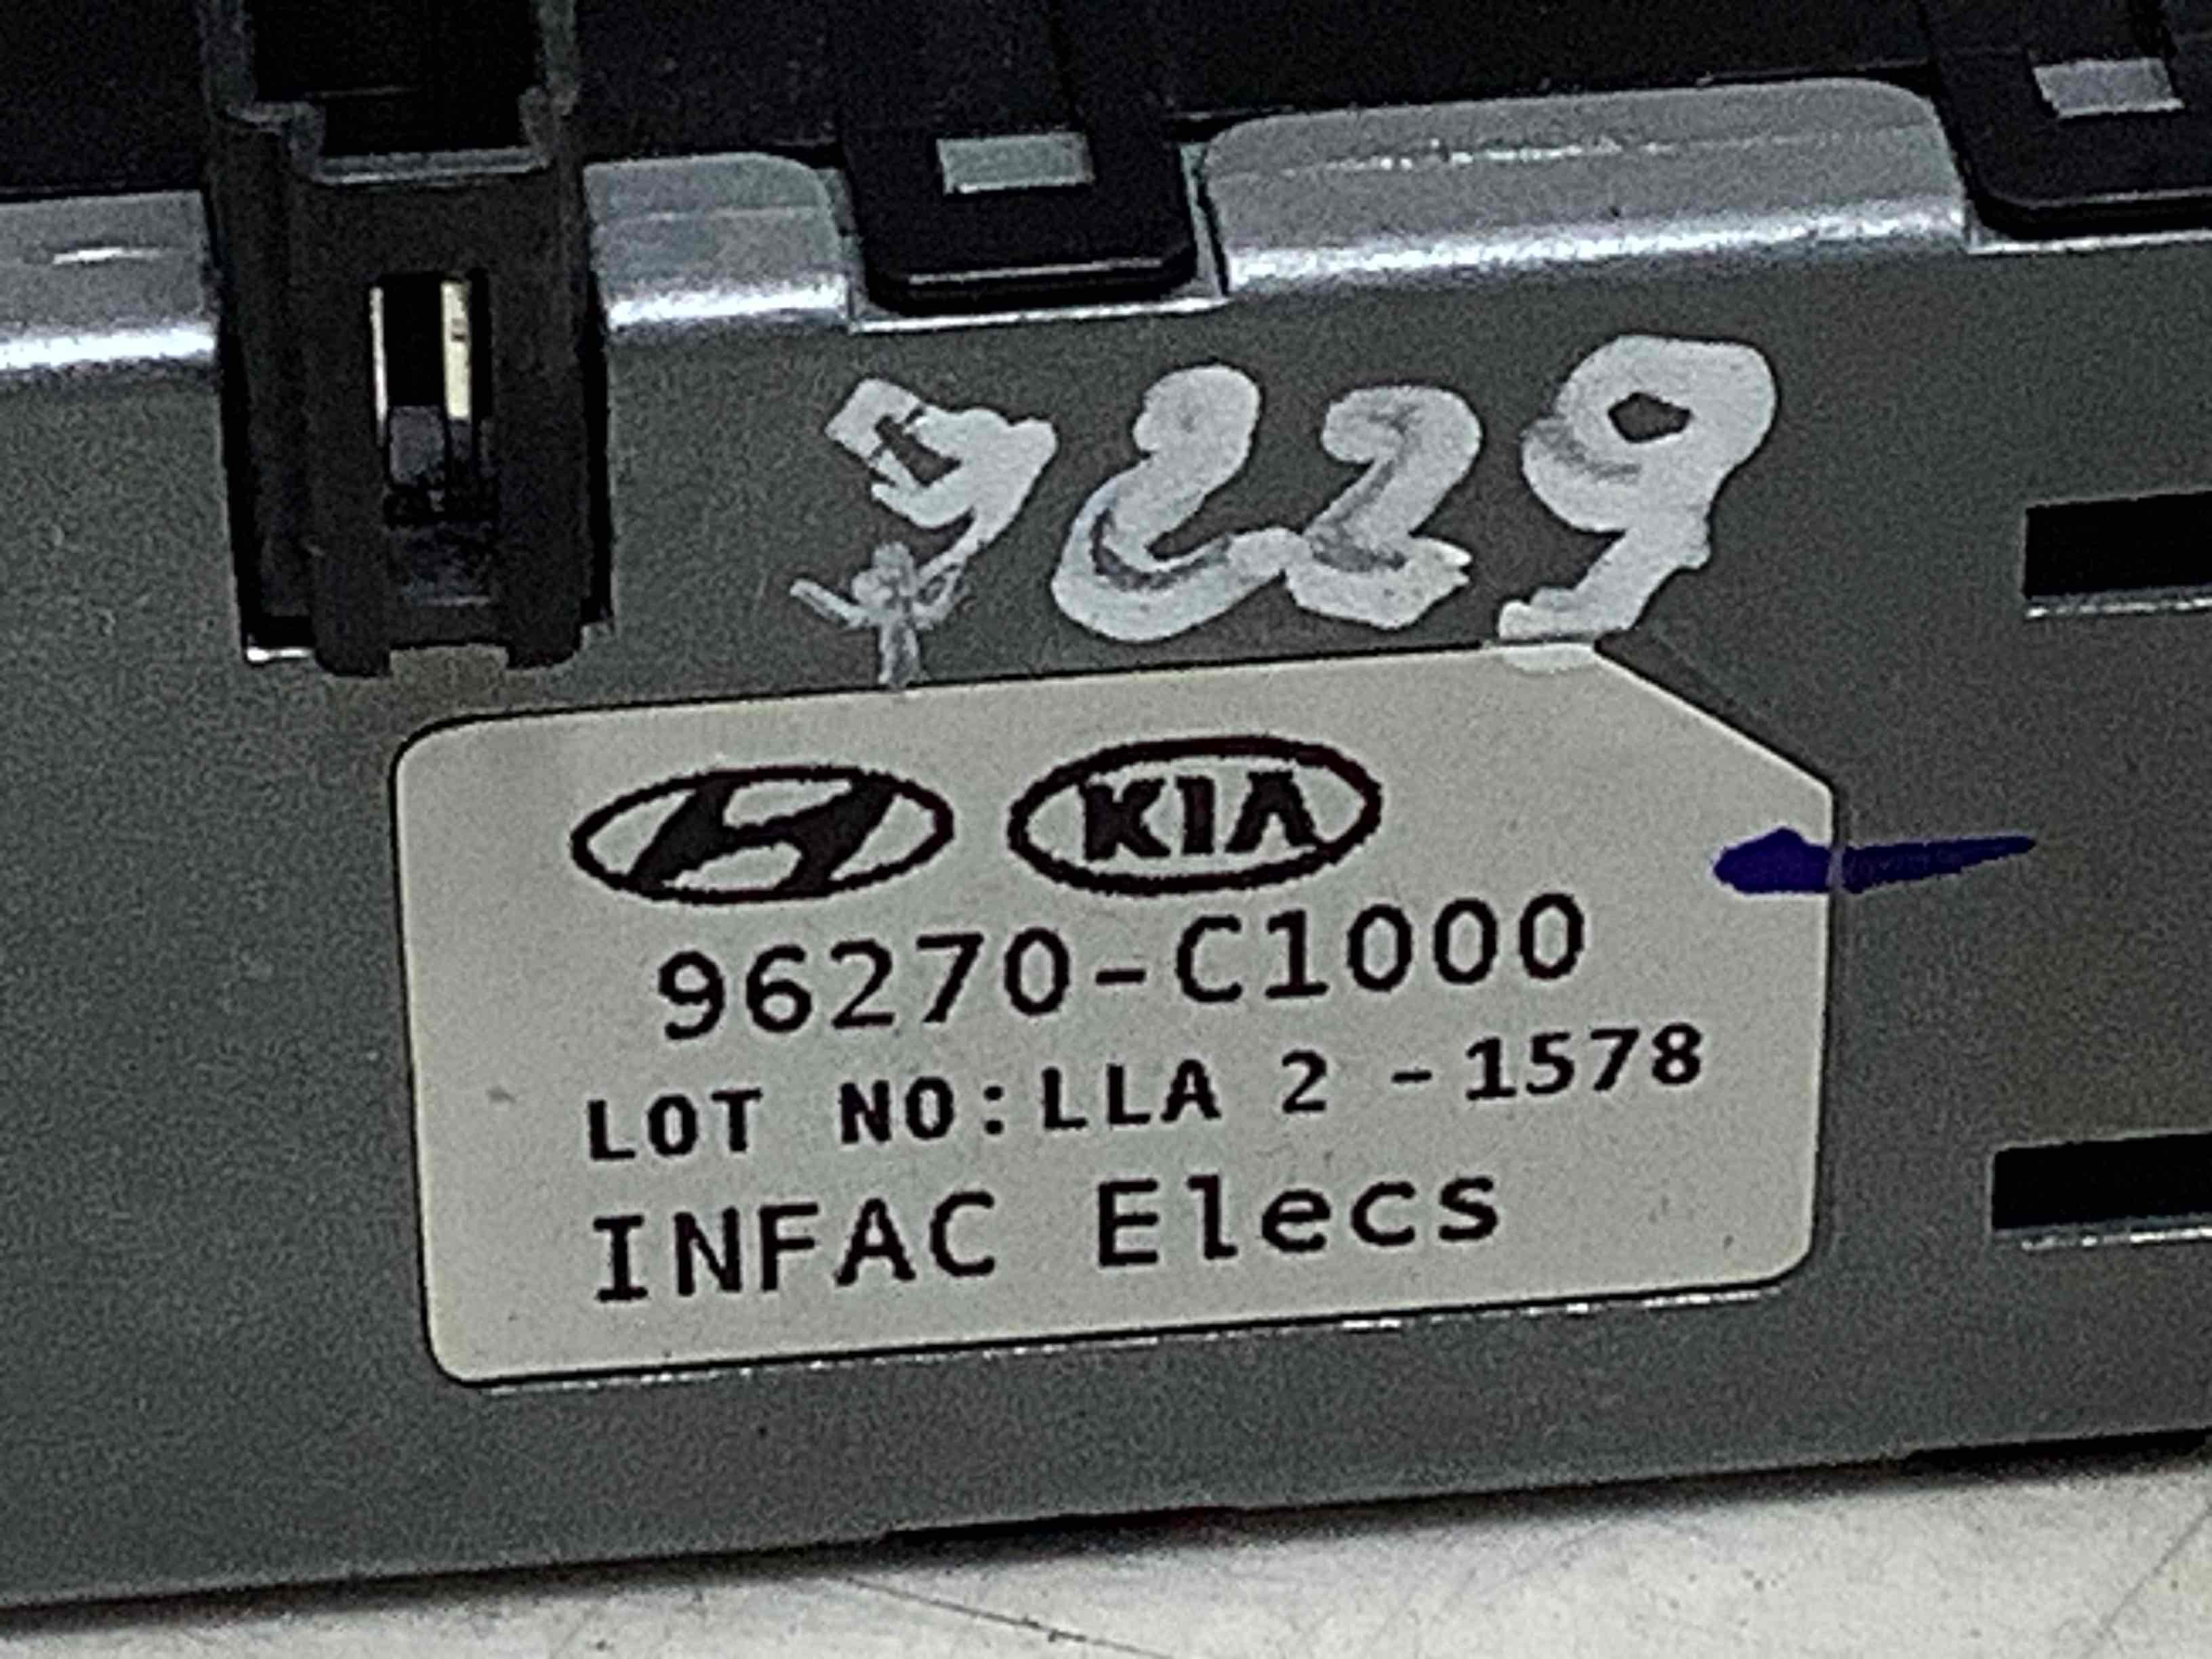 9229
KIA
96270-C1000
LOT NO:LLA 2 -1578
INFAC Elecs